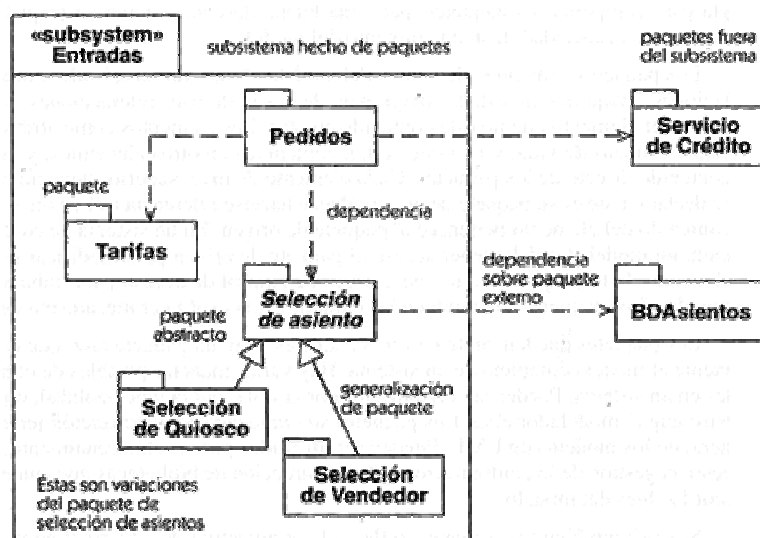 «subsystem»
Entradas
subsistema hecho de paquetes
paquetes fuera
del subsistema
Pedidos
Servicio
de Crédito
paquete
dependencia
Tarifas
Selección
de asiento
dependencia
sobre paquete
externo
BDAsientos
paquete
abstracto
generalización
de paquete
Selección
de Quiosco
Selección
de Vendedor
Estas son variaciones
del paquete de
selección de asientos